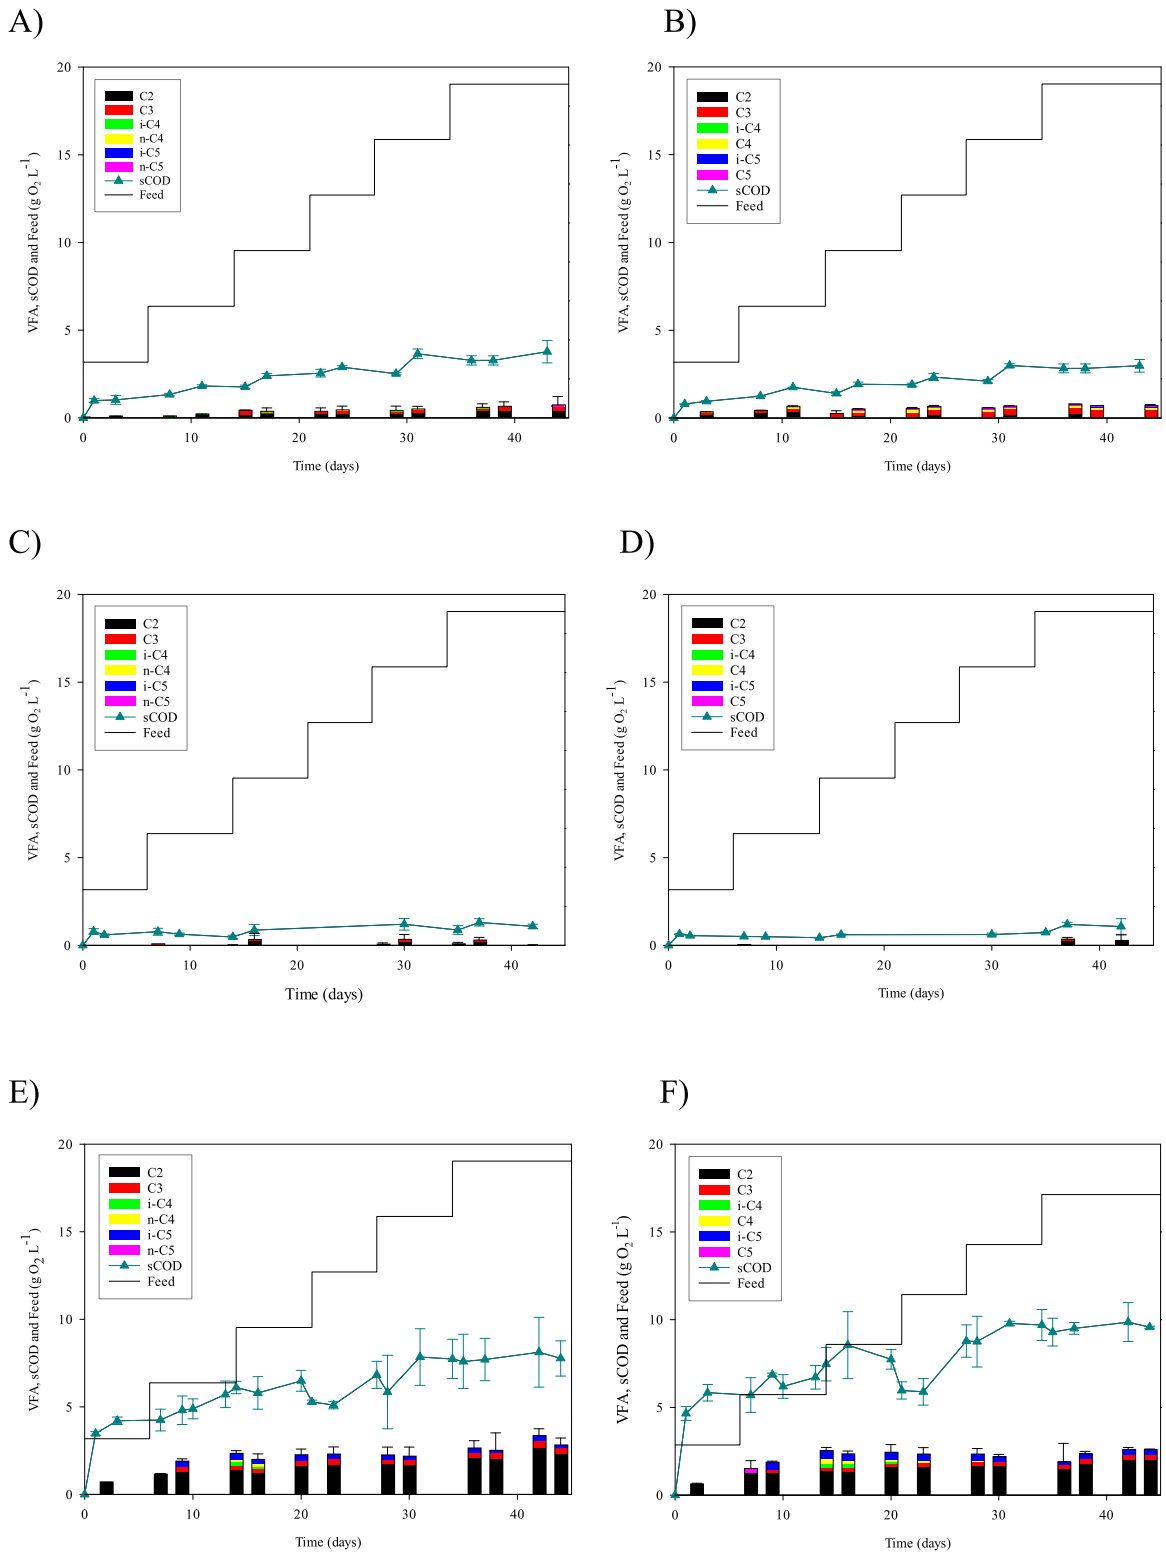 A)
20
15
10
5
0
VFA, sCOD and Feed (g O2 L-1)
C2
C3
i-C4
n-C4
i-C5
n-C5
sCOD
Feed
0 10 20 30 40
Time (days)
B)
20
15
10
5
0
VFA, sCOD and Feed (g O2 L-1)
C2
C3
i-C4
C4
i-C5
C5
sCOD
Feed
0 10 20 30 40
Time (days)
C)
20
15
10
5
0
VFA, sCOD and Feed (g O2 L-1)
C2
C3
i-C4
n-C4
i-C5
n-C5
sCOD
Feed
0 10 20 30 40
Time (days)
D)
20
15
10
5
0
VFA, sCOD and Feed (g O2 L-1)
C2
C3
i-C4
C4
i-C5
C5
sCOD
Feed
0 10 20 30 40
Time (days)
E)
20
15
10
5
0
VFA, sCOD and Feed (g O2 L-1)
C2
C3
i-C4
n-C4
i-C5
n-C5
sCOD
Feed
0 10 20 30 40
Time (days)
F)
20
15
10
5
0
VFA, sCOD and Feed (g O2 L-1)
C2
C3
i-C4
C4
i-C5
C5
sCOD
Feed
0 10 20 30 40
Time (days)